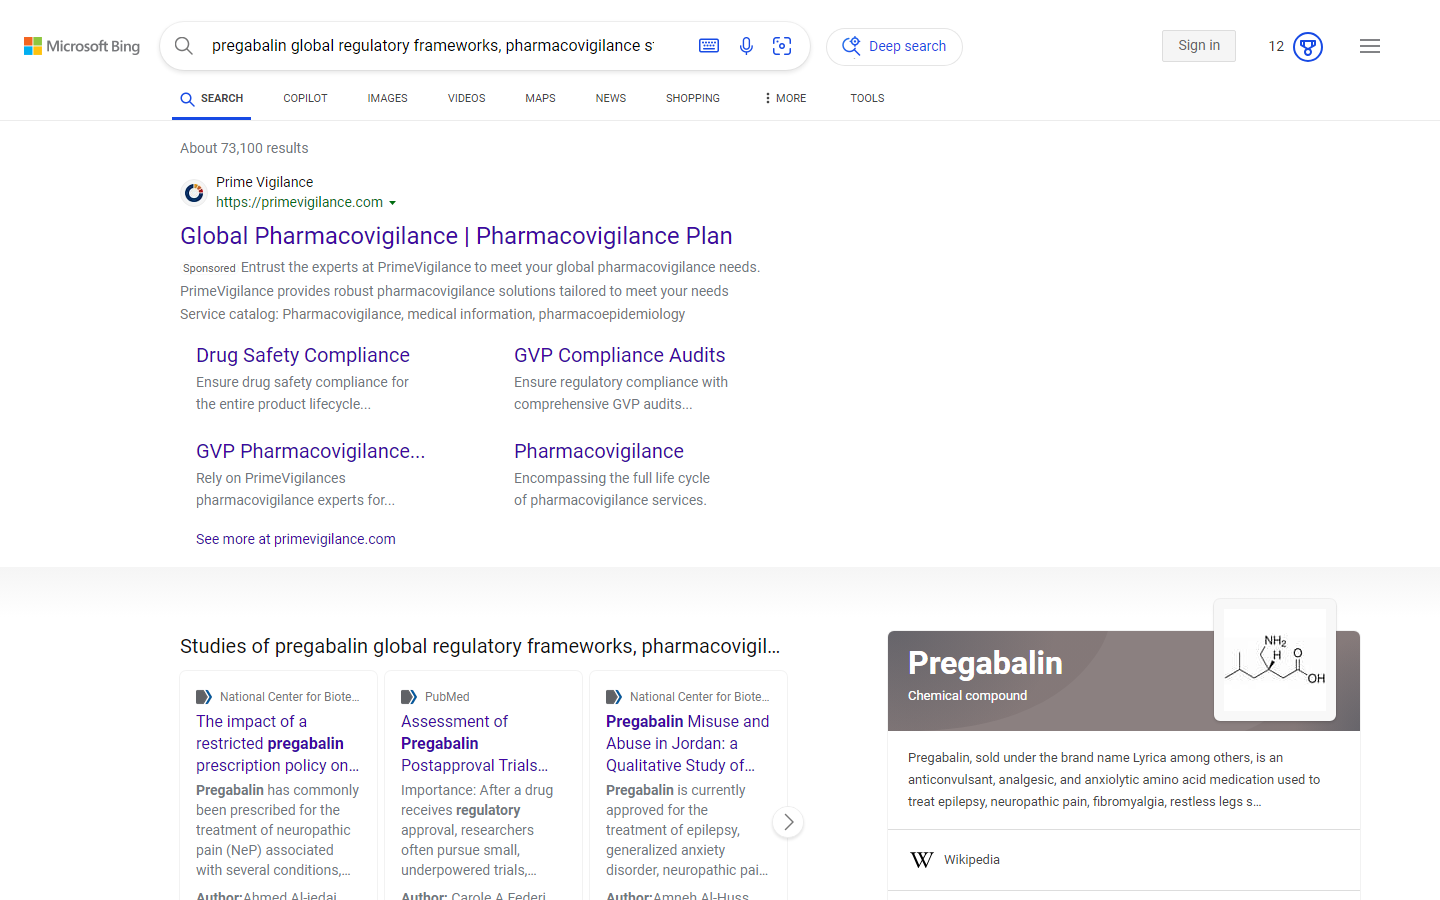 Microsoft Bing
pregabalin global regulatory frameworks, pharmacovigilance s
Deep search
Sign in
12
SEARCH
COPILOT
IMAGES
VIDEOS
MAPS
NEWS
SHOPPING
MORE
TOOLS
About 73,100 results
Prime Vigilance
https://primevigilance.com
Global Pharmacovigilance | Pharmacovigilance Plan
Sponsored Entrust the experts at PrimeVigilance to meet your global pharmacovigilance needs.
PrimeVigilance provides robust pharmacovigilance solutions tailored to meet your needs
Service catalog: Pharmacovigilance, medical information, pharmacoepidemiology
Drug Safety Compliance
Ensure drug safety compliance for
the entire product lifecycle...
GVP Compliance Audits
Ensure regulatory compliance with
comprehensive GVP audits...
GVP Pharmacovigilance...
Rely on PrimeVigilances
pharmacovigilance experts for...
Pharmacovigilance
Encompassing the full life cycle
of pharmacovigilance services.
See more at primevigilance.com
Studies of pregabalin global regulatory frameworks, pharmacovigil...
National Center for Biote...
The impact of a
restricted pregabalin
prescription policy on...
Pregabalin has commonly
been prescribed for the
treatment of neuropathic
pain (NeP) associated
with several conditions,...
Author:Ahmed Al-jedai
PubMed
Assessment of
Pregabalin
Postapproval Trials...
Importance: After a drug
receives regulatory
approval, researchers
often pursue small,
underpowered trials,...
Author: Carole A Federi
National Center for Biote...
Pregabalin Misuse and
Abuse in Jordan: a
Qualitative Study of...
Pregabalin is currently
approved for the
treatment of epilepsy,
generalized anxiety
disorder, neuropathic pai...
Author:Amneh Al-Huss
Pregabalin
Chemical compound
NH2
H
O
OH
Pregabalin, sold under the brand name Lyrica among others, is an
anticonvulsant, analgesic, and anxiolytic amino acid medication used to
treat epilepsy, neuropathic pain, fibromyalgia, restless legs s...
W Wikipedia